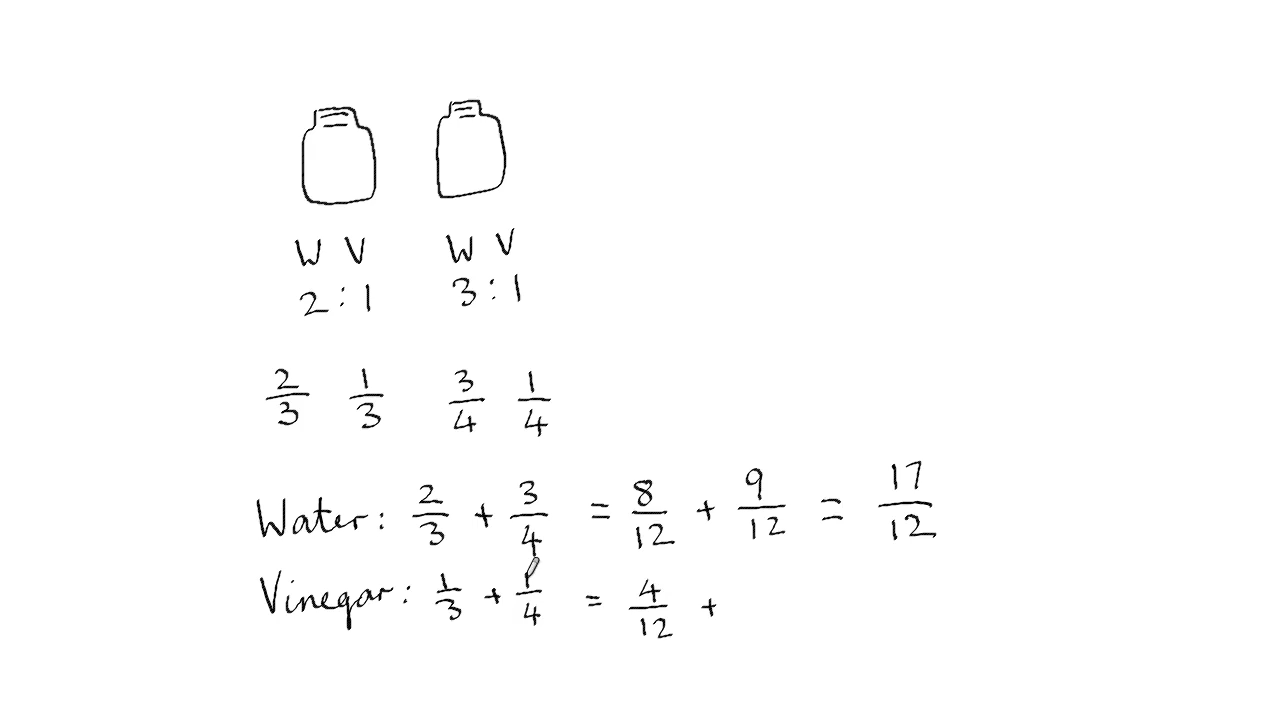 W V W V
2 : 1 3 : 1
2/3 1/3 3/4 1/4
Water: 2/3 + 3/4 = 8/12 + 9/12 = 17/12
Vinegar: 1/3 + 1/4 = 4/12 +